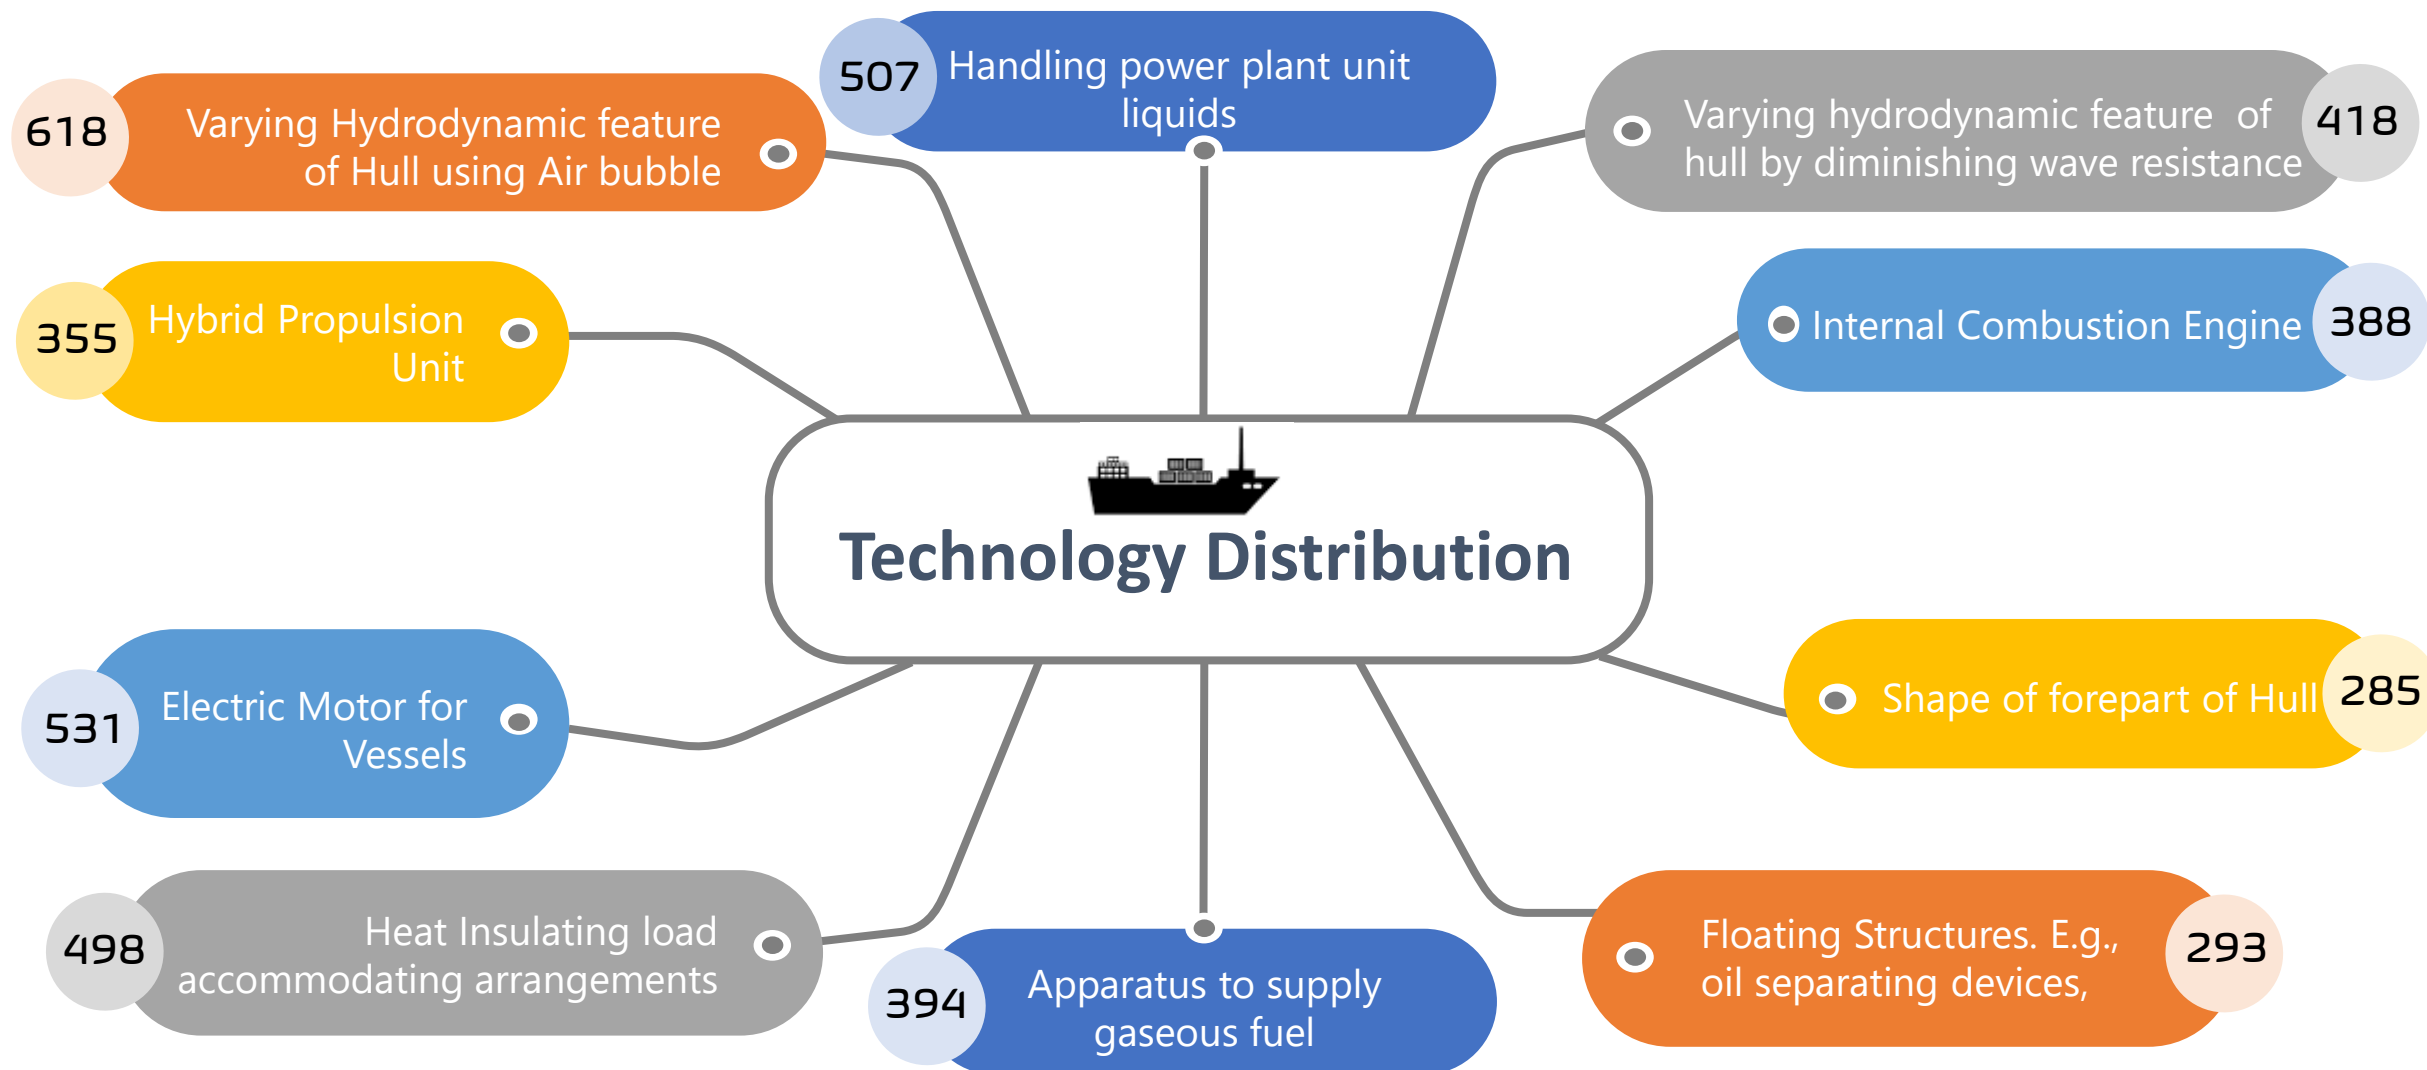 507
Handling power plant unit
liquids
618
Varying Hydrodynamic feature
of Hull using Air bubble
Varying hydrodynamic feature  of
hull by diminishing wave resistance
418
355
Hybrid Propulsion
Unit
Internal Combustion Engine
388
Technology Distribution
531
Electric Motor for
Vessels
Shape of forepart of Hull
285
498
Heat Insulating load
accommodating arrangements
394
Apparatus to supply
gaseous fuel
Floating Structures. E.g.,
oil separating devices,
293